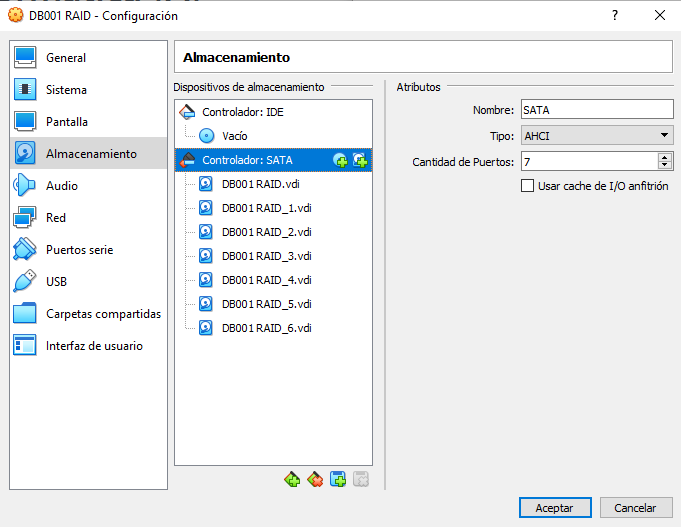 DB001 RAID - Configuración
?
General
Sistema
Pantalla
Almacenamiento
Audio
Red
Puertos serie
USB
Carpetas compartidas
Interfaz de usuario
Almacenamiento
Dispositivos de almacenamiento
Controlador: IDE
Vacío
Controlador: SATA
DB001 RAID.vdi
DB001 RAID_1.vdi
DB001 RAID_2.vdi
DB001 RAID_3.vdi
DB001 RAID_4.vdi
DB001 RAID_5.vdi
DB001 RAID_6.vdi
Atributos
Nombre: SATA
Tipo: AHCI
Cantidad de Puertos: 7
Usar cache de I/O anfitrión
Aceptar
Cancelar